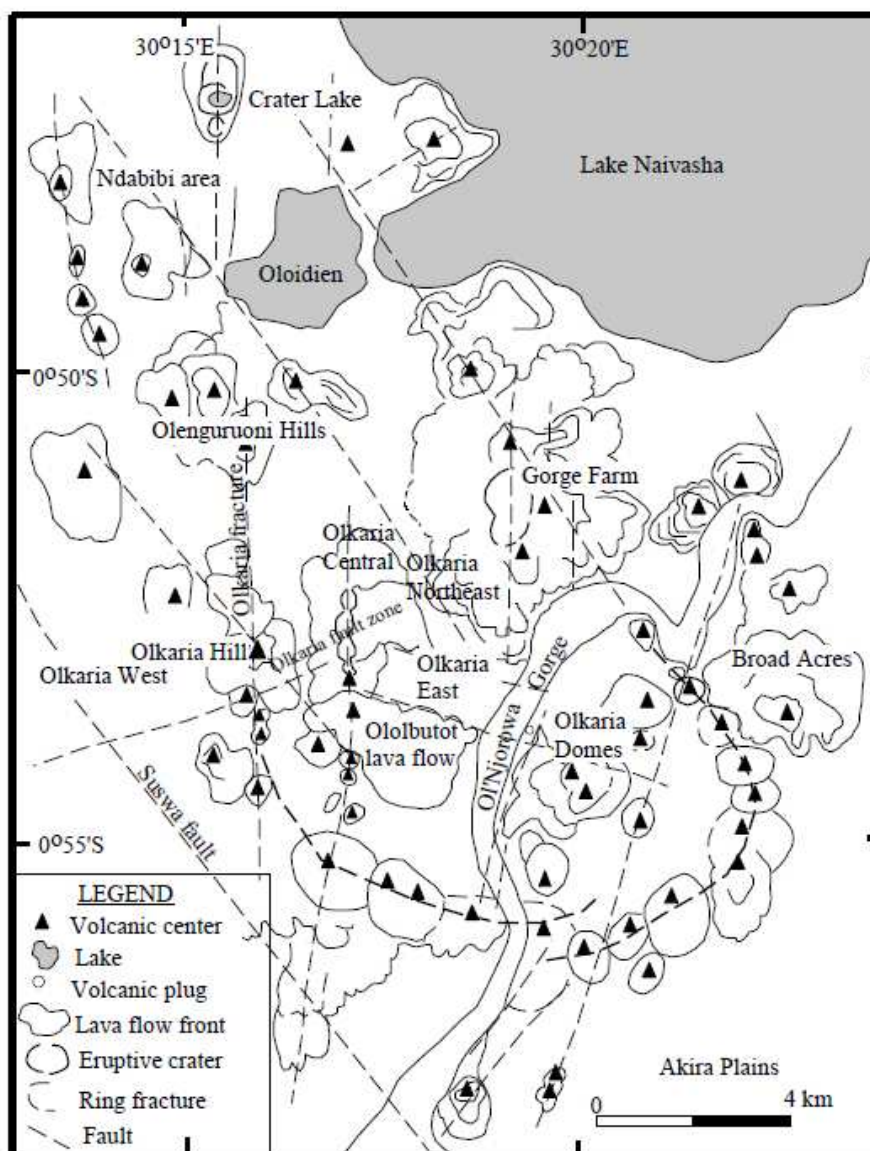 30°15'E
30°20'E
Crater Lake
Lake Naivasha
Ndabibi area
Oloidien
0°50'S
Olenguruoni Hills
Gorge Farm
Olkaria fracture
Olkaria
Central
Olkaria
Northeast
Olkaria fault zone
Olkaria Hill
Olkaria West
Olkaria
East
Broad Acres
Ol'Njorowa Gorge
Olkaria
Domes
Ololbutot
lava flow
Suswa fault
0°55'S
LEGEND
Volcanic center
Lake
Volcanic plug
Lava flow front
Eruptive crater
Ring fracture
Fault
Akira Plains
0 4 km